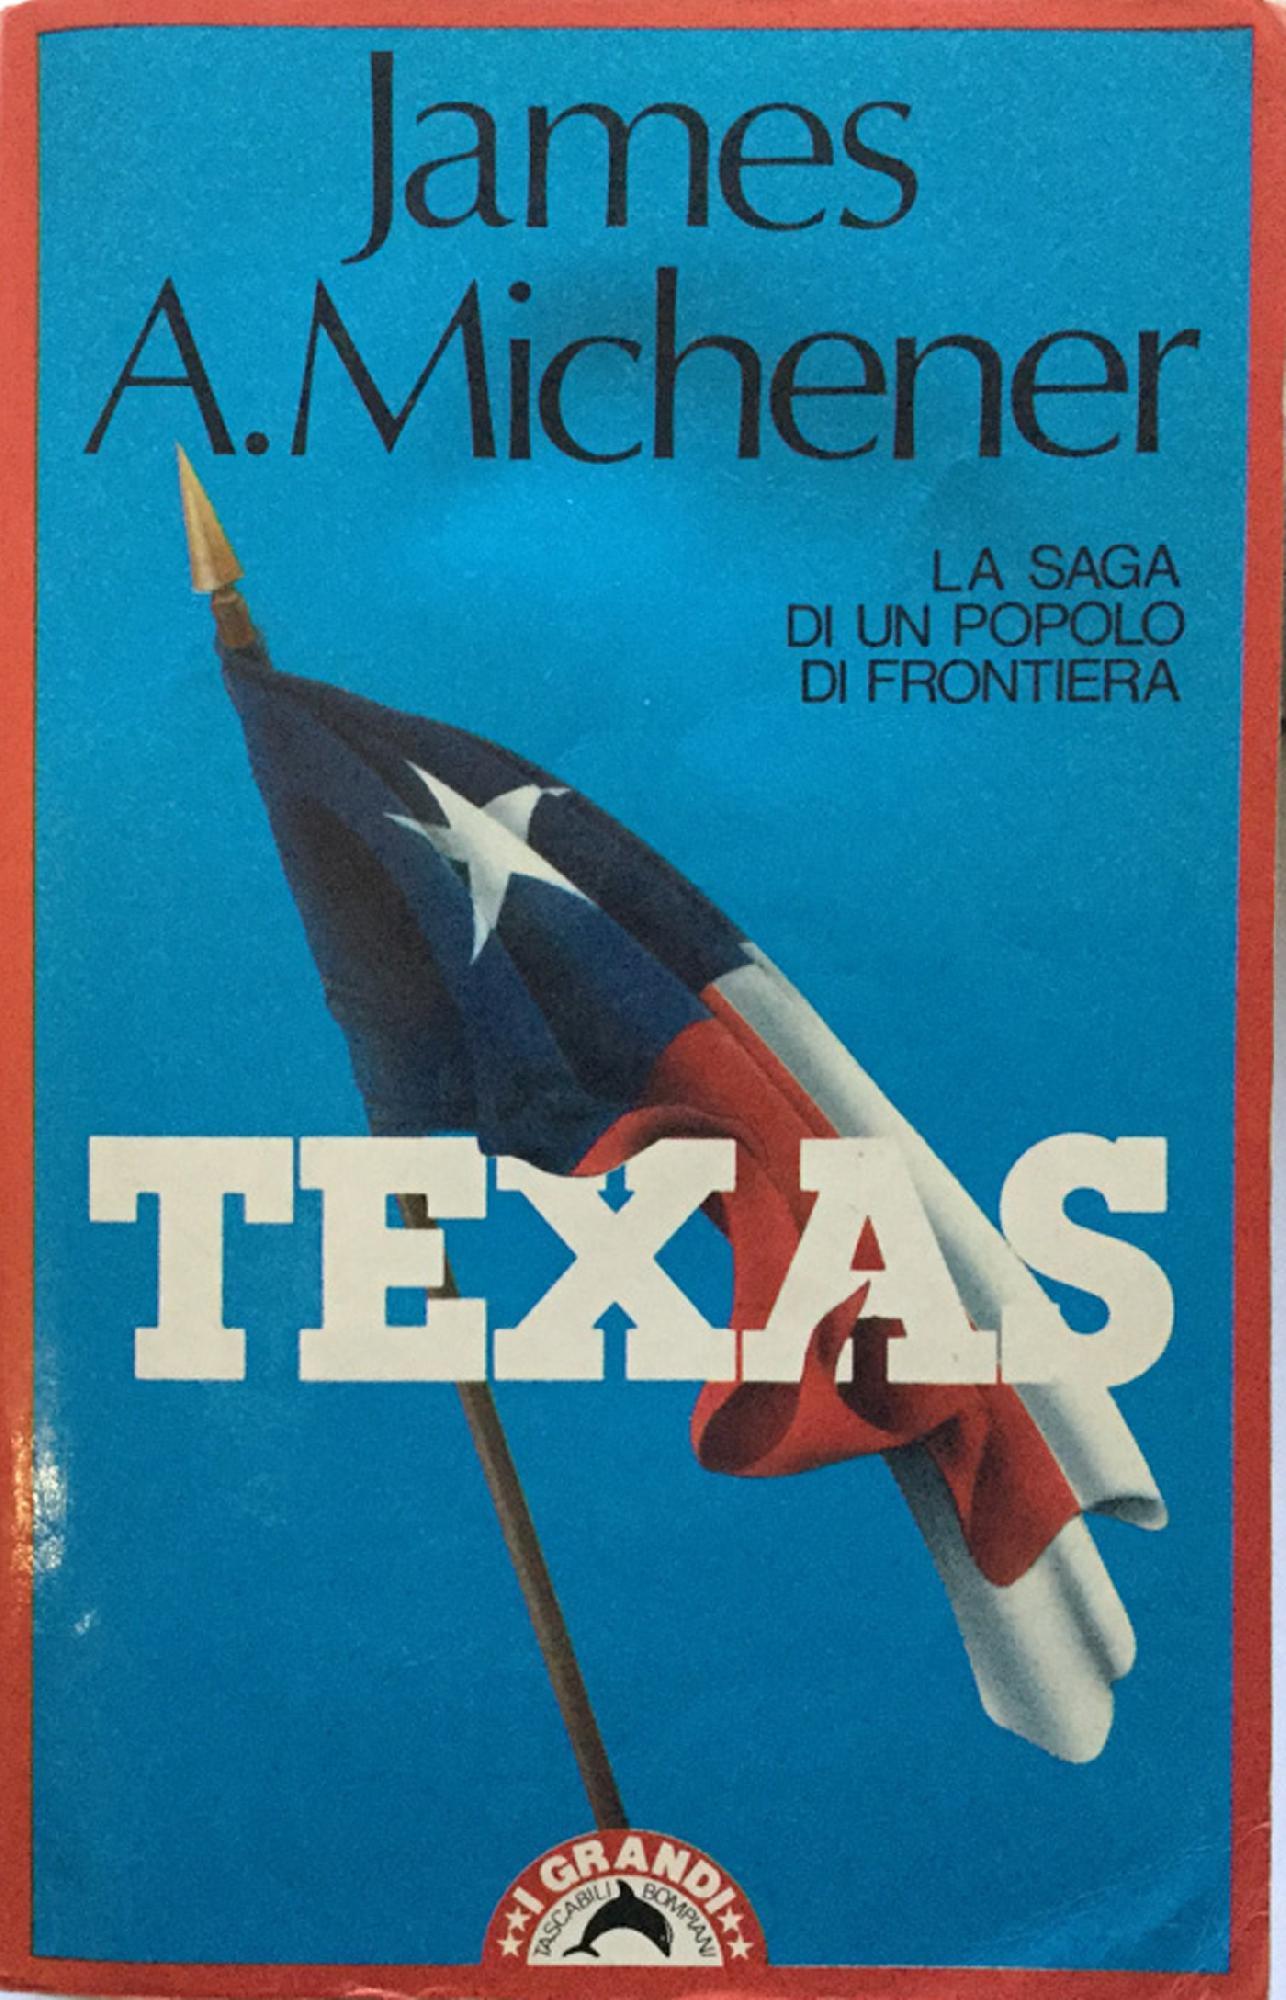 James
A. Michener
LA SAGA
DI UN POPOLO
DI FRONTIERA
TEXAS
I GRANDI
TASCABILI BOMPIANI